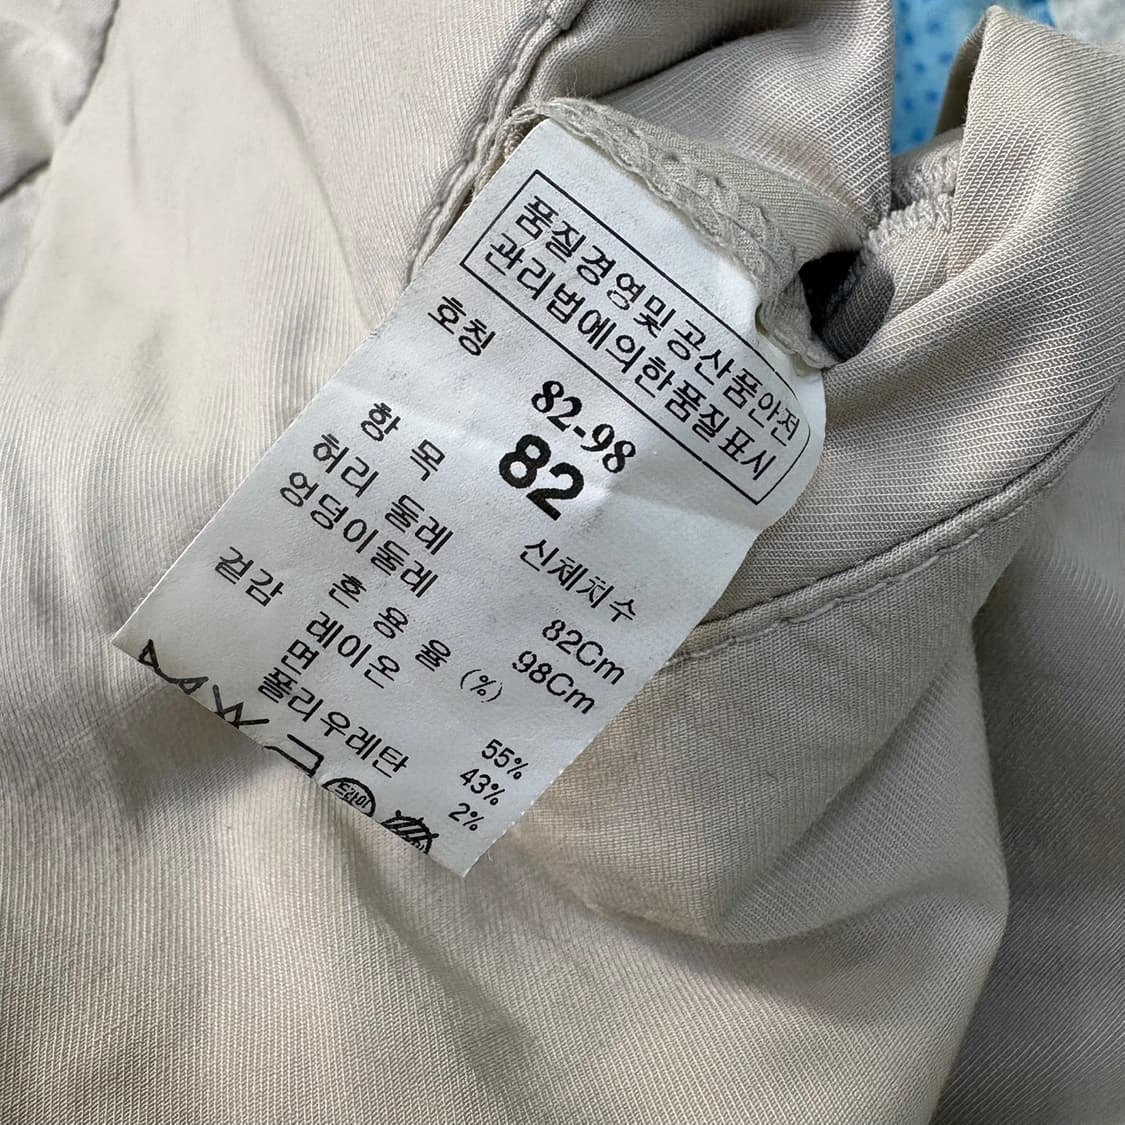 품질경영및 공산품안전
관리법에의한품질표시
호칭
82-98
82
항 목 신체치수
허리 둘레 82Cm
엉덩이둘레 98Cm
혼 용 율 (%)
겉감 레이온 55%
면 43%
폴리우레탄 2%
드라이